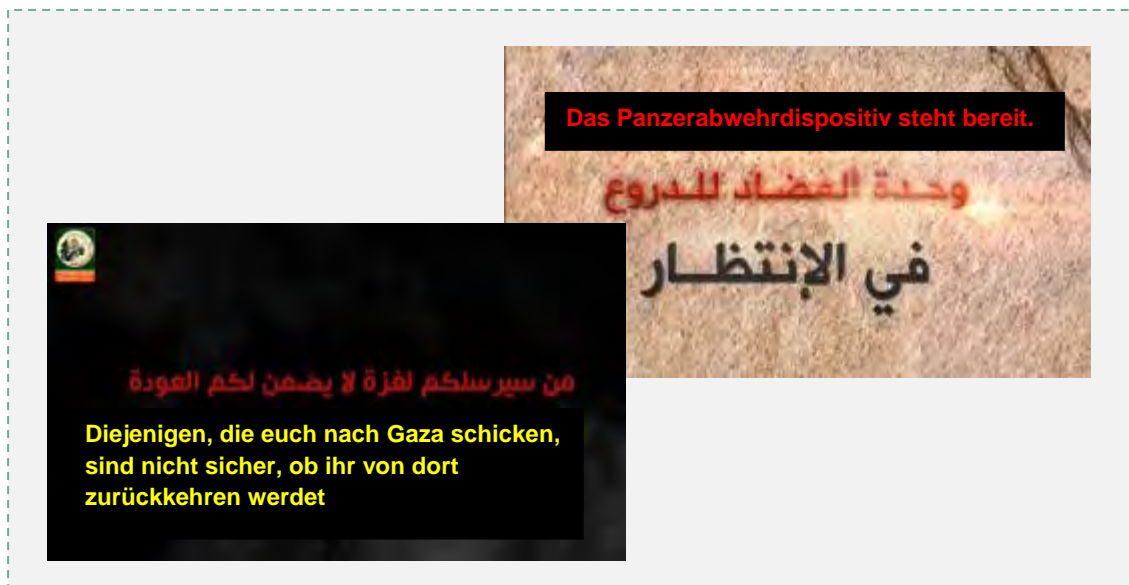 Das Panzerabwehrdispositiv steht bereit.
وحدة المضاد للدروع
في الإنتظار
من سيرسلكم لغزة لا يضمن لكم العودة
Diejenigen, die euch nach Gaza schicken,
sind nicht sicher, ob ihr von dort
zurückkehren werdet